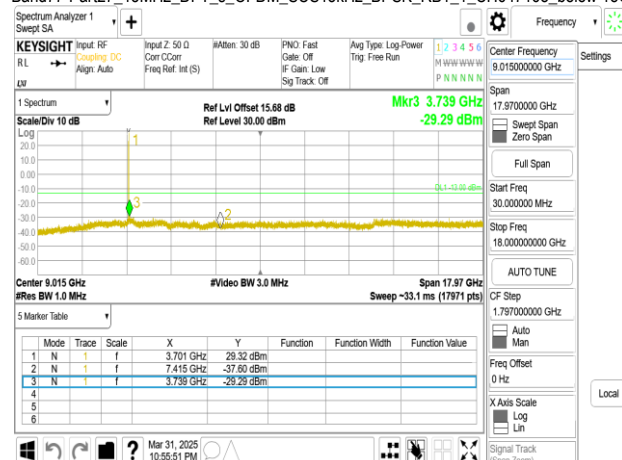 Spectrum Analyzer 1
Swept SA
Frequency
KEYSIGHT
RL
Input: RF
Coupling: DC
Align: Auto
Input Z: 50 Ω
Corr CCorr
Freq Ref: Int (S)
#Atten: 30 dB
PNO: Fast
Gate: Off
IF Gain: Low
Sig Track: Off
Avg Type: Log-Power
Trig: Free Run
1 2 3 4 5 6
M W W W W W
P N N N N N
LXI
1 Spectrum
Scale/Div 10 dB
Ref Lvl Offset 15.68 dB
Ref Level 30.00 dBm
Mkr3 3.739 GHz
-29.29 dBm
Log
20.0
10.0
0.00
-10.0
-20.0
-30.0
-40.0
-50.0
-60.0
1
2
3
DL1 -13.00 dBm
Center 9.015 GHz
#Res BW 1.0 MHz
#Video BW 3.0 MHz
Span 17.97 GHz
Sweep ~33.1 ms (17971 pts)
5 Marker Table
Mode Trace Scale X Y Function Function Width Function Value
1 N 1 f 3.701 GHz 29.32 dBm
2 N 1 f 7.415 GHz -37.60 dBm
3 N 1 f 3.739 GHz -29.29 dBm
4
5
6
Mar 31, 2025
10:55:51 PM
Center Frequency
9.015000000 GHz
Span
17.9700000 GHz
Swept Span
Zero Span
Full Span
Start Freq
30.000000 MHz
Stop Freq
18.000000000 GHz
AUTO TUNE
CF Step
1.797000000 GHz
Auto
Man
Freq Offset
0 Hz
X Axis Scale
Log
Lin
Signal Track
Settings
Local